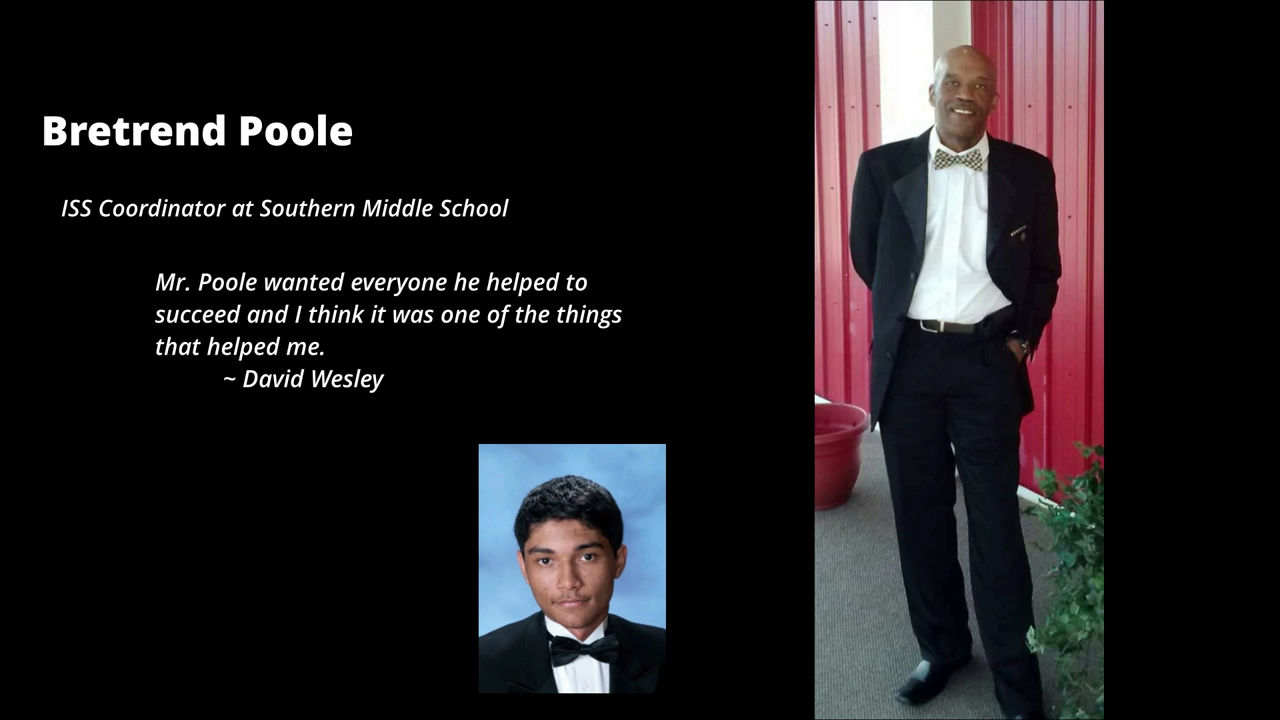 Bretrend Poole
ISS Coordinator at Southern Middle School
Mr. Poole wanted everyone he helped to
succeed and I think it was one of the things
that helped me.
~ David Wesley